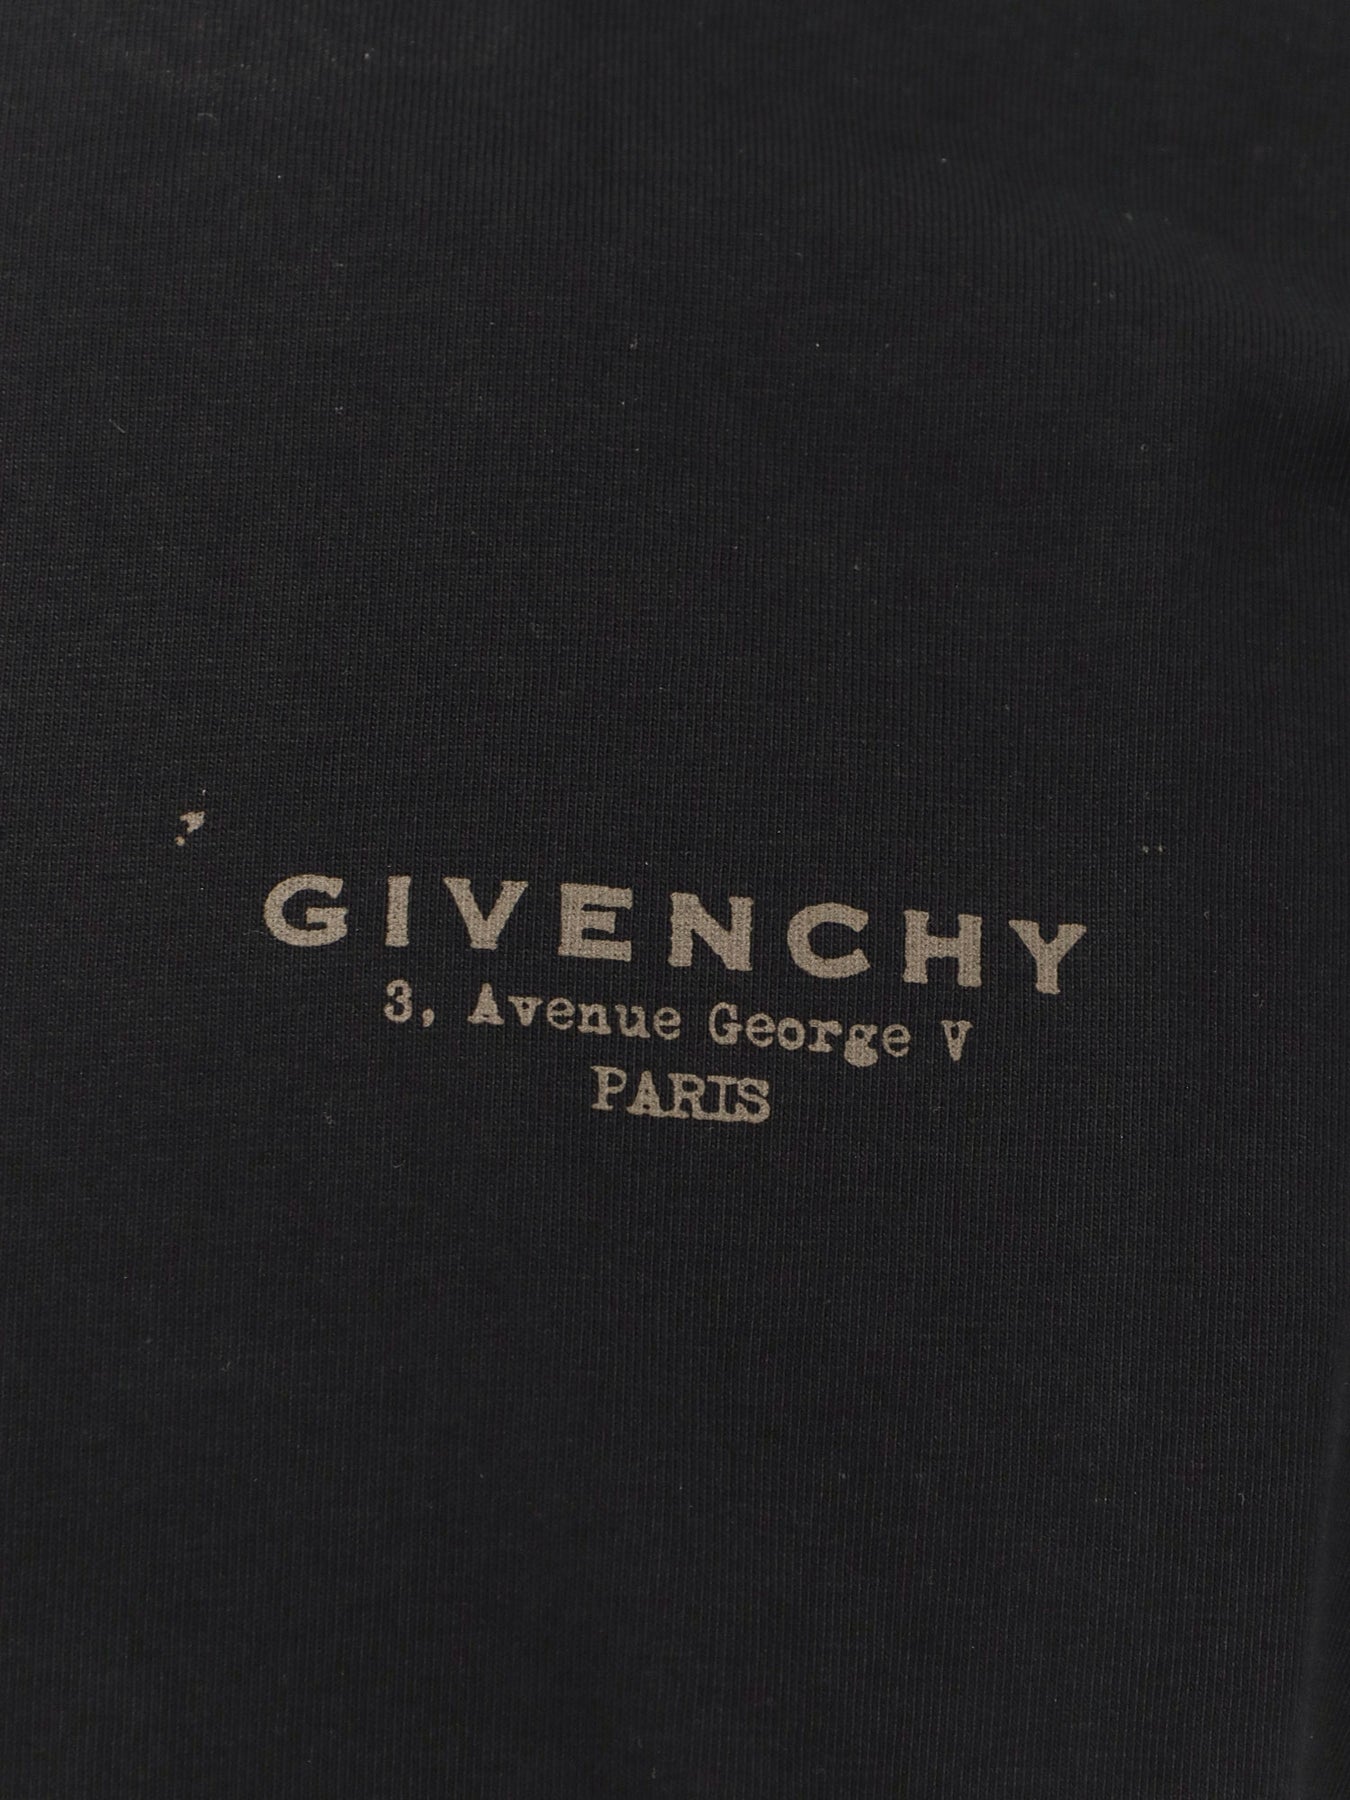 GIVENCHY
3, Avenue George V
PARIS